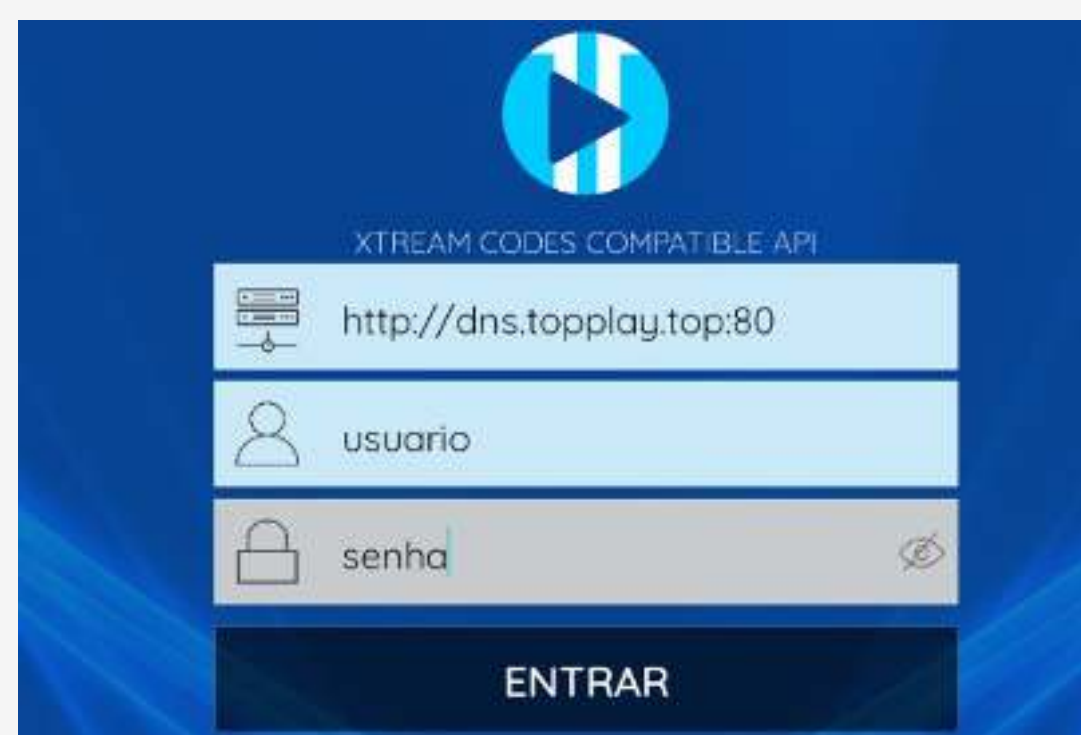 XTREAM CODES COMPATIBLE API
http://dns.topplay.top:80
usuario
senha
ENTRAR